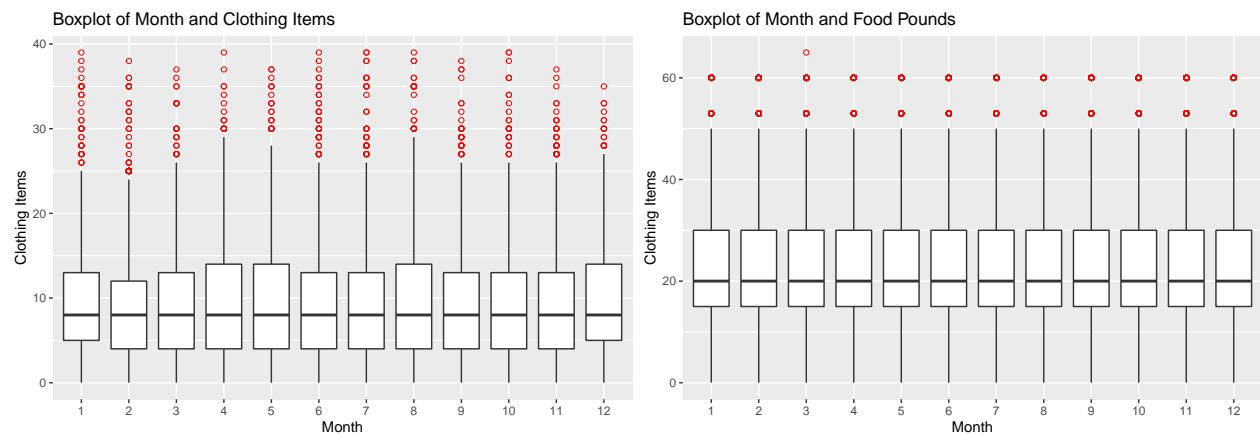 Boxplot of Month and Clothing Items
40
30
20
10
0
Clothing Items
1 2 3 4 5 6 7 8 9 10 11 12
Month
Boxplot of Month and Food Pounds
60
40
20
0
Clothing Items
1 2 3 4 5 6 7 8 9 10 11 12
Month